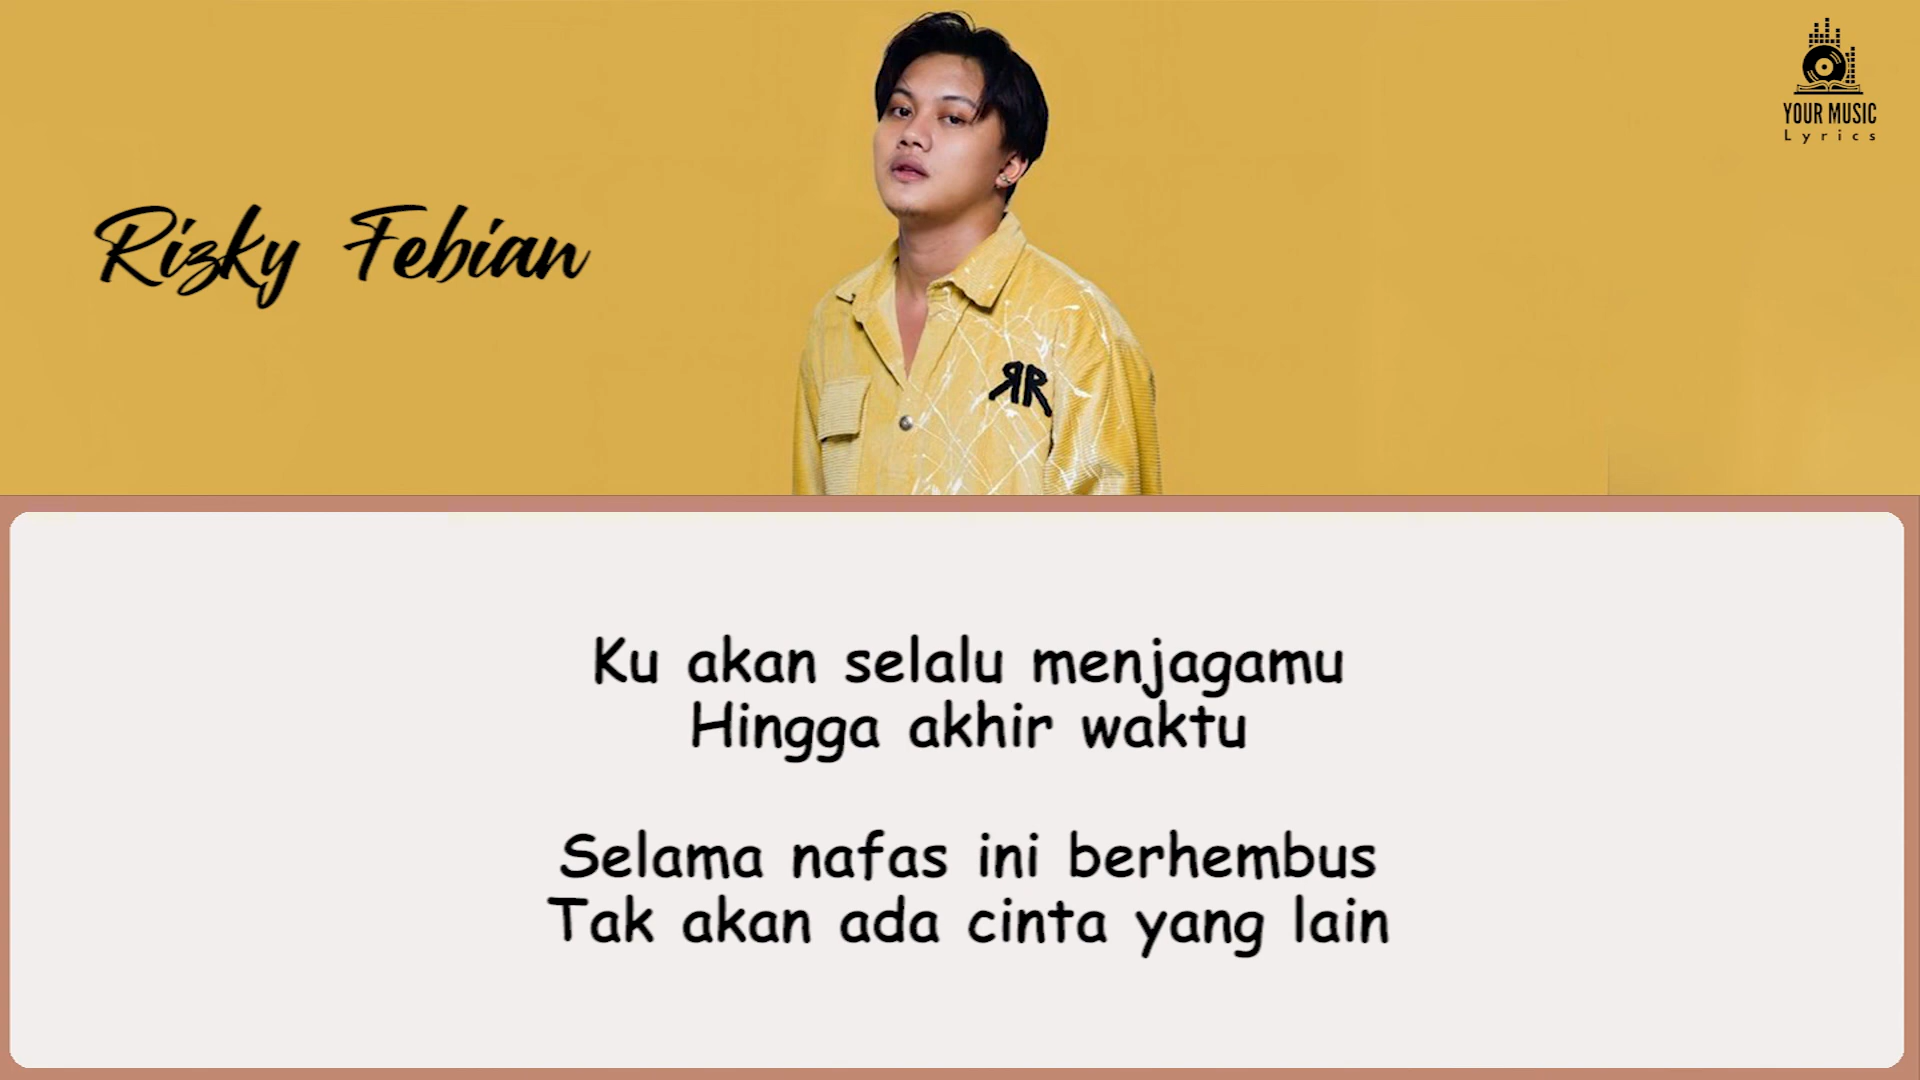 YOUR MUSIC
Lyrics
Rizky Febian
RR
Ku akan selalu menjagamu
Hingga akhir waktu
Selama nafas ini berhembus
Tak akan ada cinta yang lain